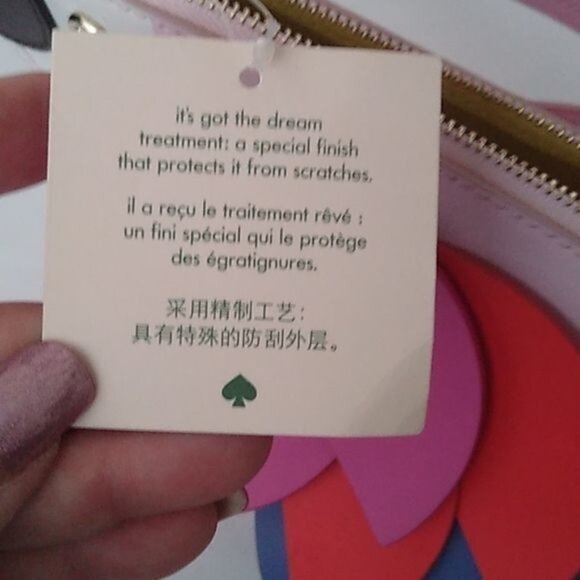 it's got the dream
treatment: a special finish
that protects it from scratches.
il a reçu le traitement rêvé :
un fini spécial qui le protège
des égratignures.
采用精制工艺：
具有特殊的防刮外层。